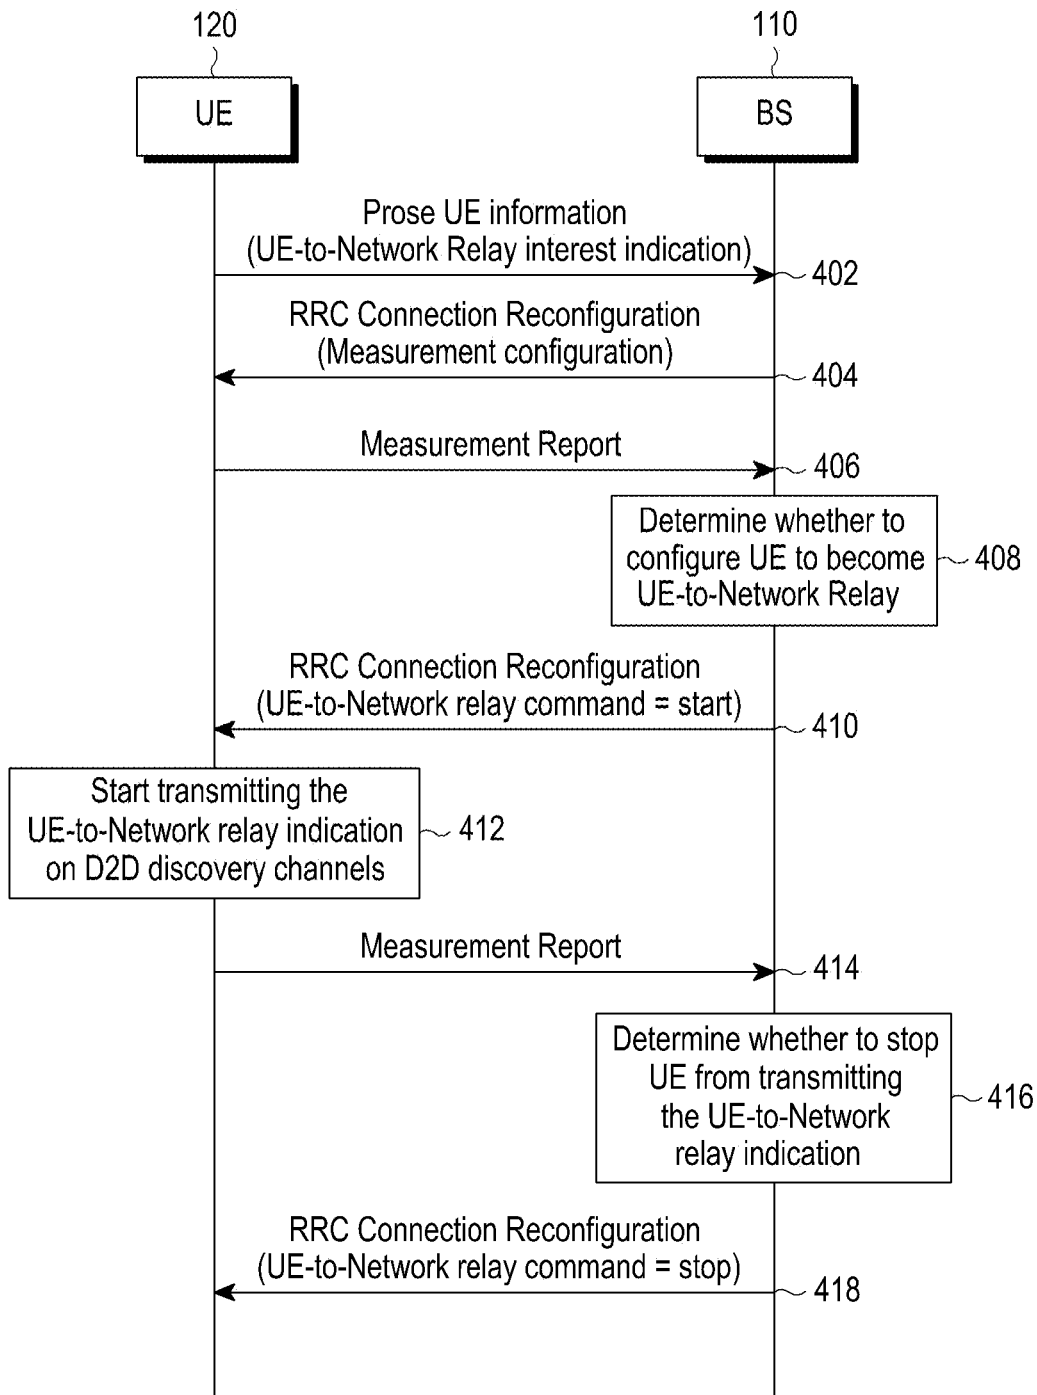 120
110
UE
BS
Prose UE information
(UE-to-Network Relay interest indication)
402
RRC Connection Reconfiguration
(Measurement configuration)
404
Measurement Report
406
Determine whether to
configure UE to become
UE-to-Network Relay
408
RRC Connection Reconfiguration
(UE-to-Network relay command = start)
410
Start transmitting the
UE-to-Network relay indication
on D2D discovery channels
412
Measurement Report
414
Determine whether to stop
UE from transmitting
the UE-to-Network
relay indication
416
RRC Connection Reconfiguration
(UE-to-Network relay command = stop)
418